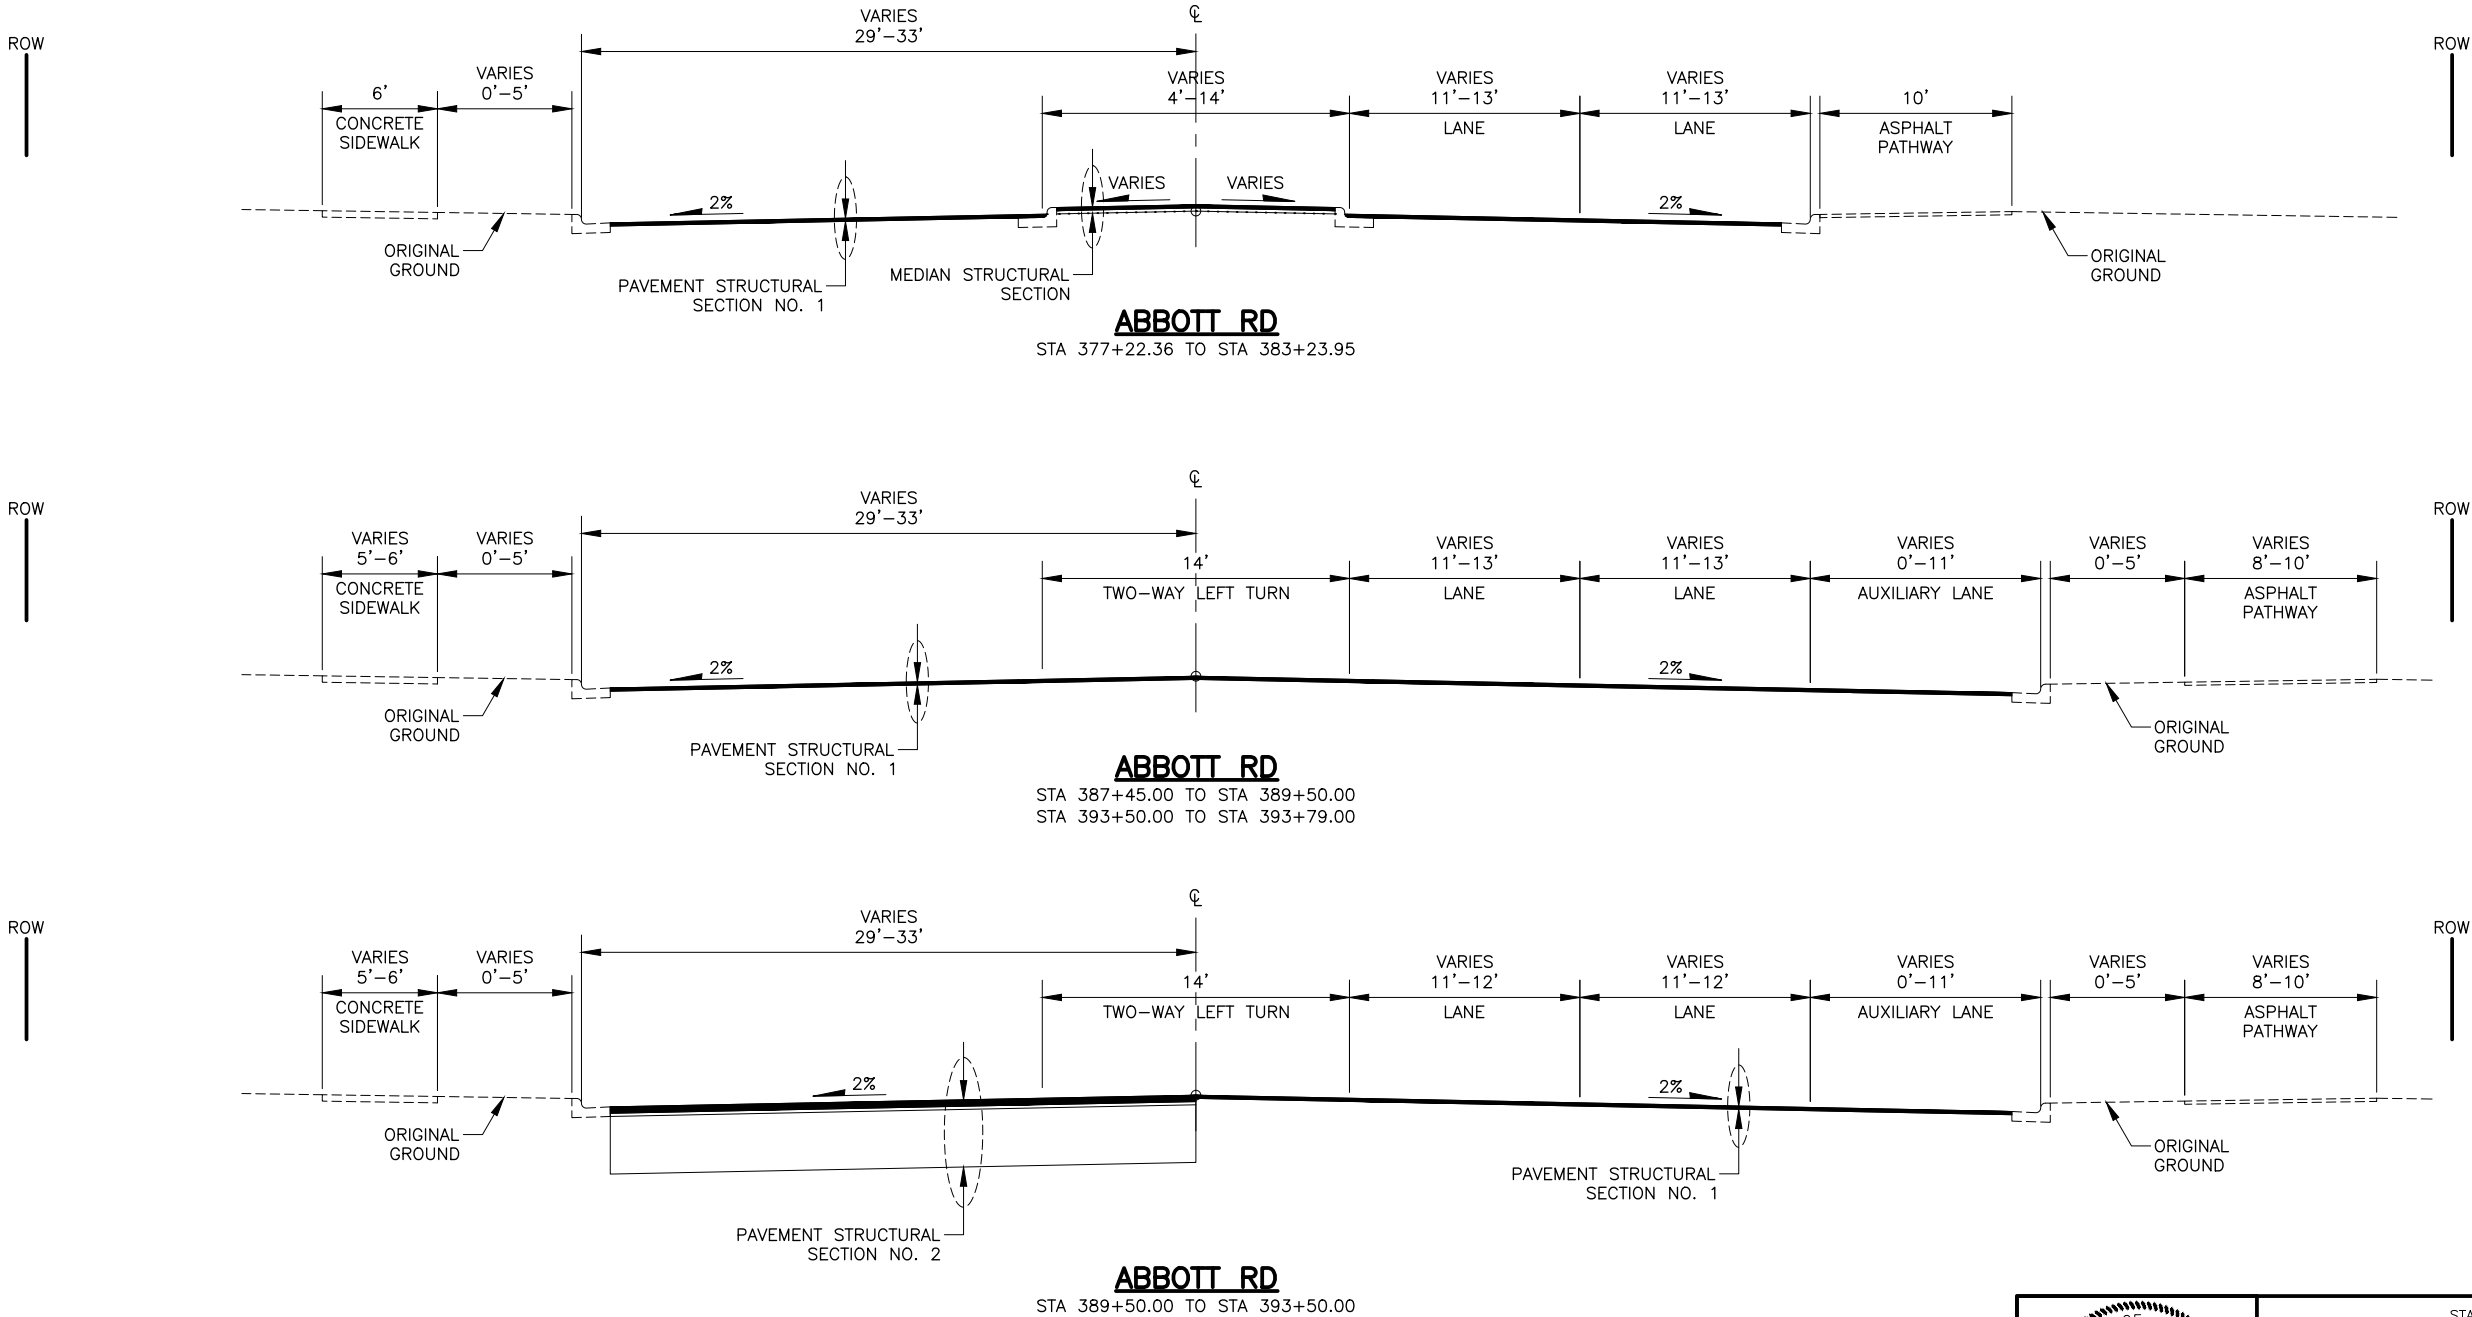 ROW
VARIES
29'-33'
℄
ROW
6'
CONCRETE
SIDEWALK
VARIES
0'-5'
VARIES
4'-14'
VARIES
11'-13'
LANE
VARIES
11'-13'
LANE
10'
ASPHALT
PATHWAY
2%
VARIES
VARIES
2%
ORIGINAL
GROUND
PAVEMENT STRUCTURAL
SECTION NO. 1
MEDIAN STRUCTURAL
SECTION
ORIGINAL
GROUND
ABBOTT RD
STA 377+22.36 TO STA 383+23.95
ROW
VARIES
29'-33'
℄
ROW
VARIES
5'-6'
CONCRETE
SIDEWALK
VARIES
0'-5'
14'
TWO-WAY LEFT TURN
VARIES
11'-13'
LANE
VARIES
11'-13'
LANE
VARIES
0'-11'
AUXILIARY LANE
VARIES
0'-5'
VARIES
8'-10'
ASPHALT
PATHWAY
2%
2%
ORIGINAL
GROUND
PAVEMENT STRUCTURAL
SECTION NO. 1
ORIGINAL
GROUND
ABBOTT RD
STA 387+45.00 TO STA 389+50.00
STA 393+50.00 TO STA 393+79.00
ROW
VARIES
29'-33'
℄
ROW
VARIES
5'-6'
CONCRETE
SIDEWALK
VARIES
0'-5'
14'
TWO-WAY LEFT TURN
VARIES
11'-12'
LANE
VARIES
11'-12'
LANE
VARIES
0'-11'
AUXILIARY LANE
VARIES
0'-5'
VARIES
8'-10'
ASPHALT
PATHWAY
2%
2%
ORIGINAL
GROUND
PAVEMENT STRUCTURAL
SECTION NO. 2
PAVEMENT STRUCTURAL
SECTION NO. 1
ORIGINAL
GROUND
ABBOTT RD
STA 389+50.00 TO STA 393+50.00